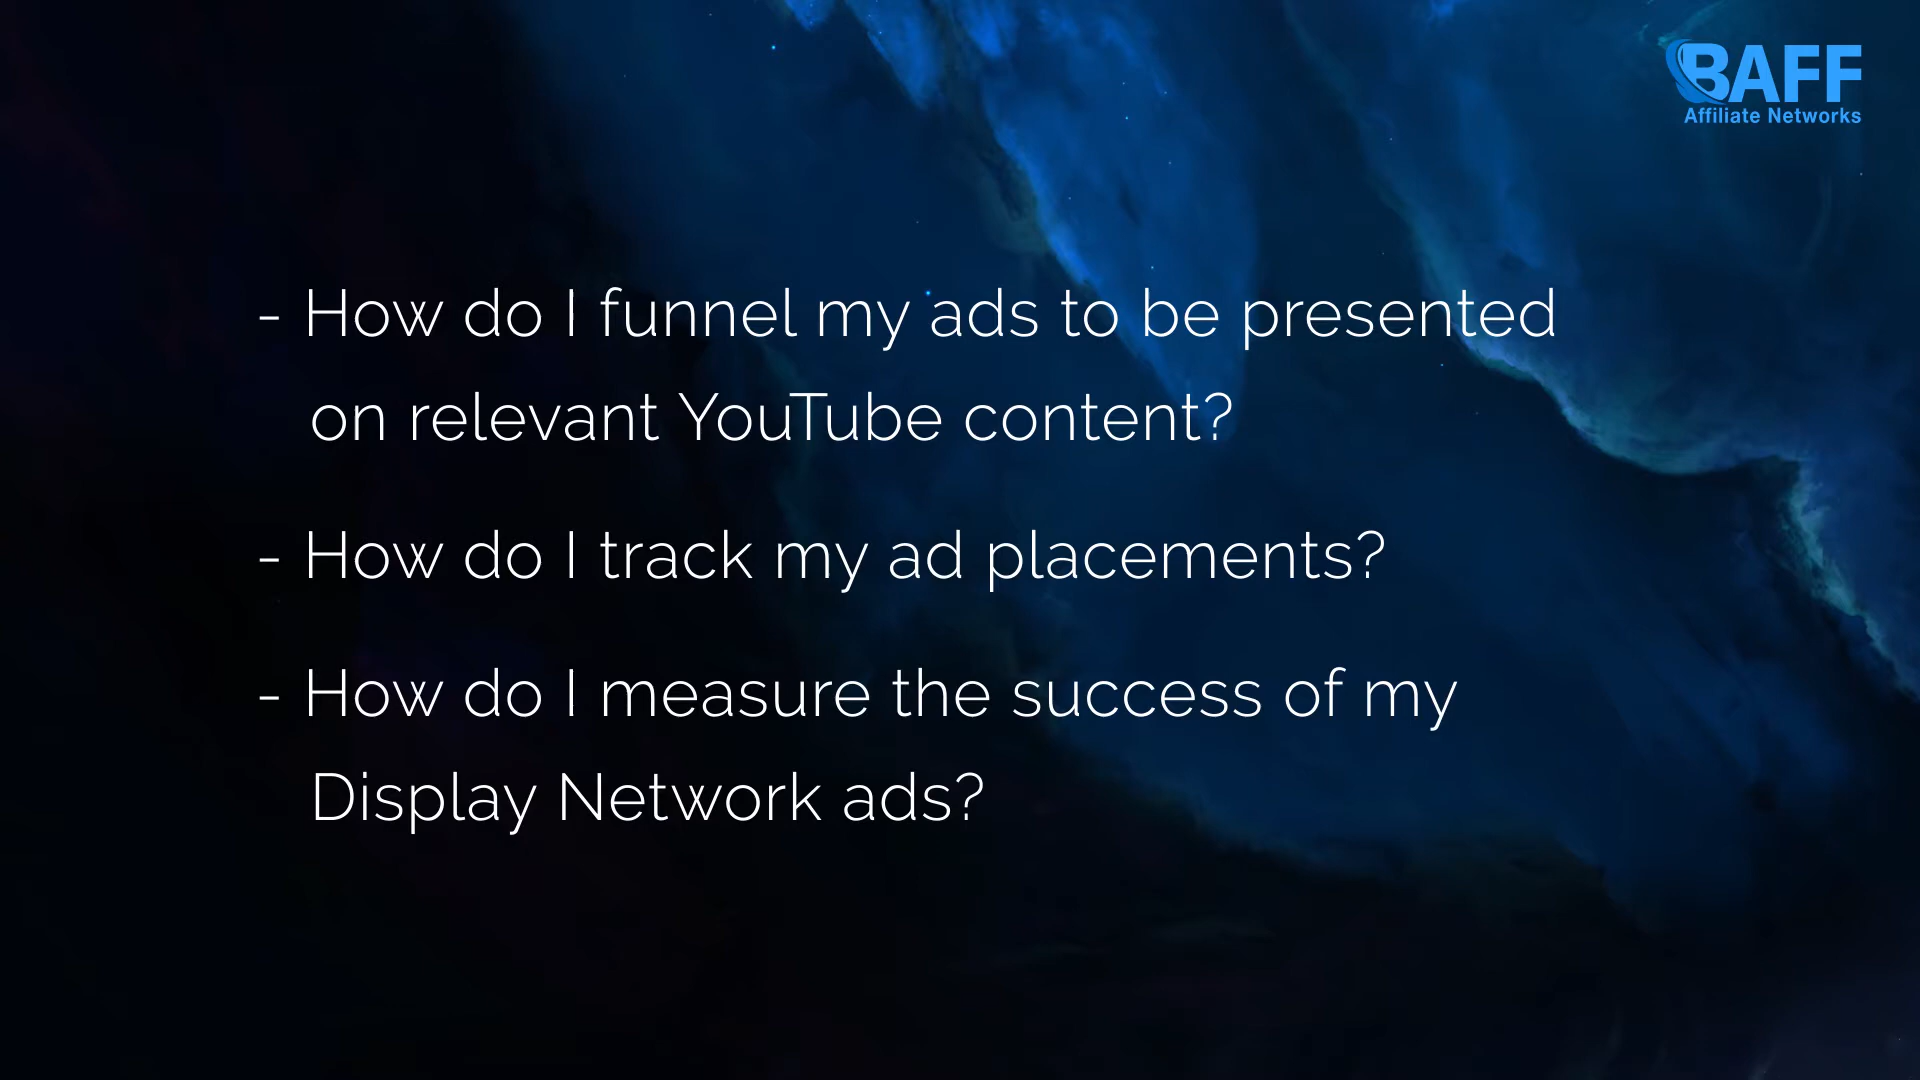 BAFF
Affiliate Networks
- How do I funnel my ads to be presented
on relevant YouTube content?
- How do I track my ad placements?
- How do I measure the success of my
Display Network ads?